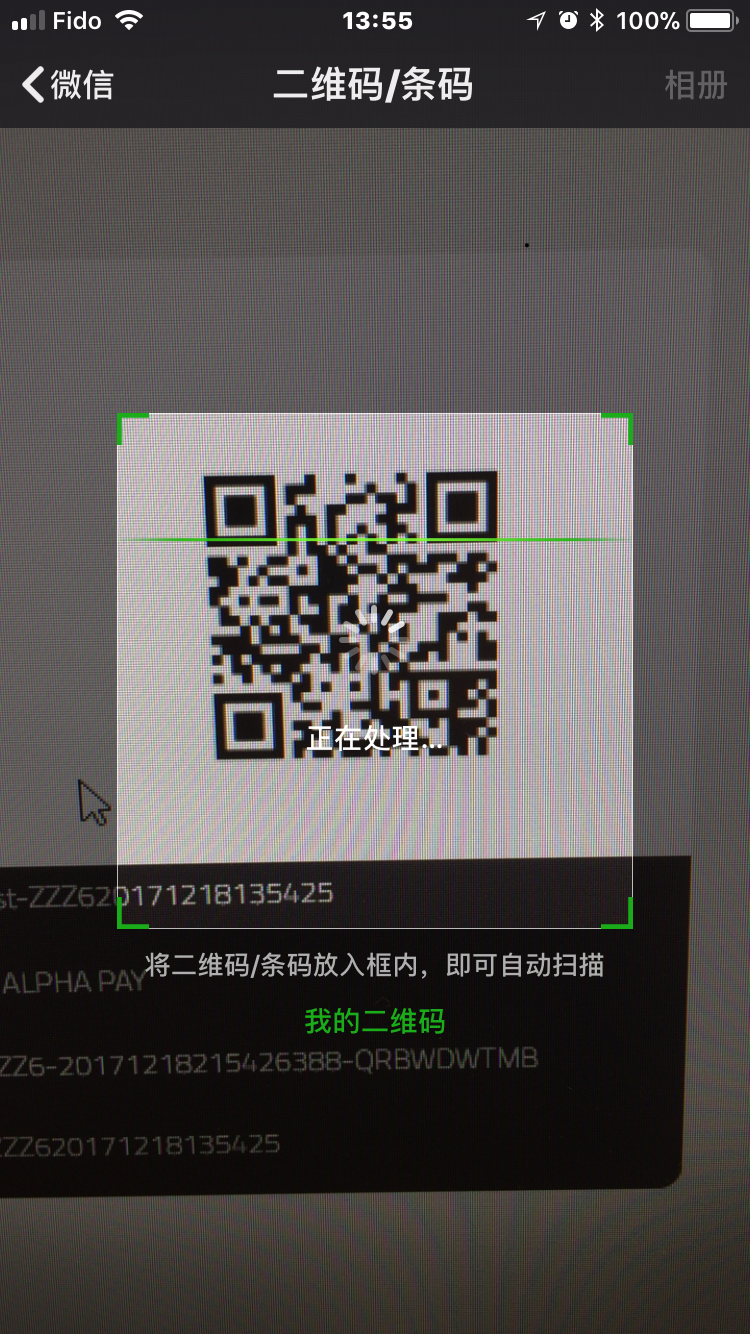 Fido 13:55 100%
微信 二维码/条码 相册
正在处理...
st-ZZZ620171218135425
将二维码/条码放入框内，即可自动扫描
ALPHA PAY
我的二维码
ZZ6-20171218215426388-QRBWDWTMB
ZZZ620171218135425